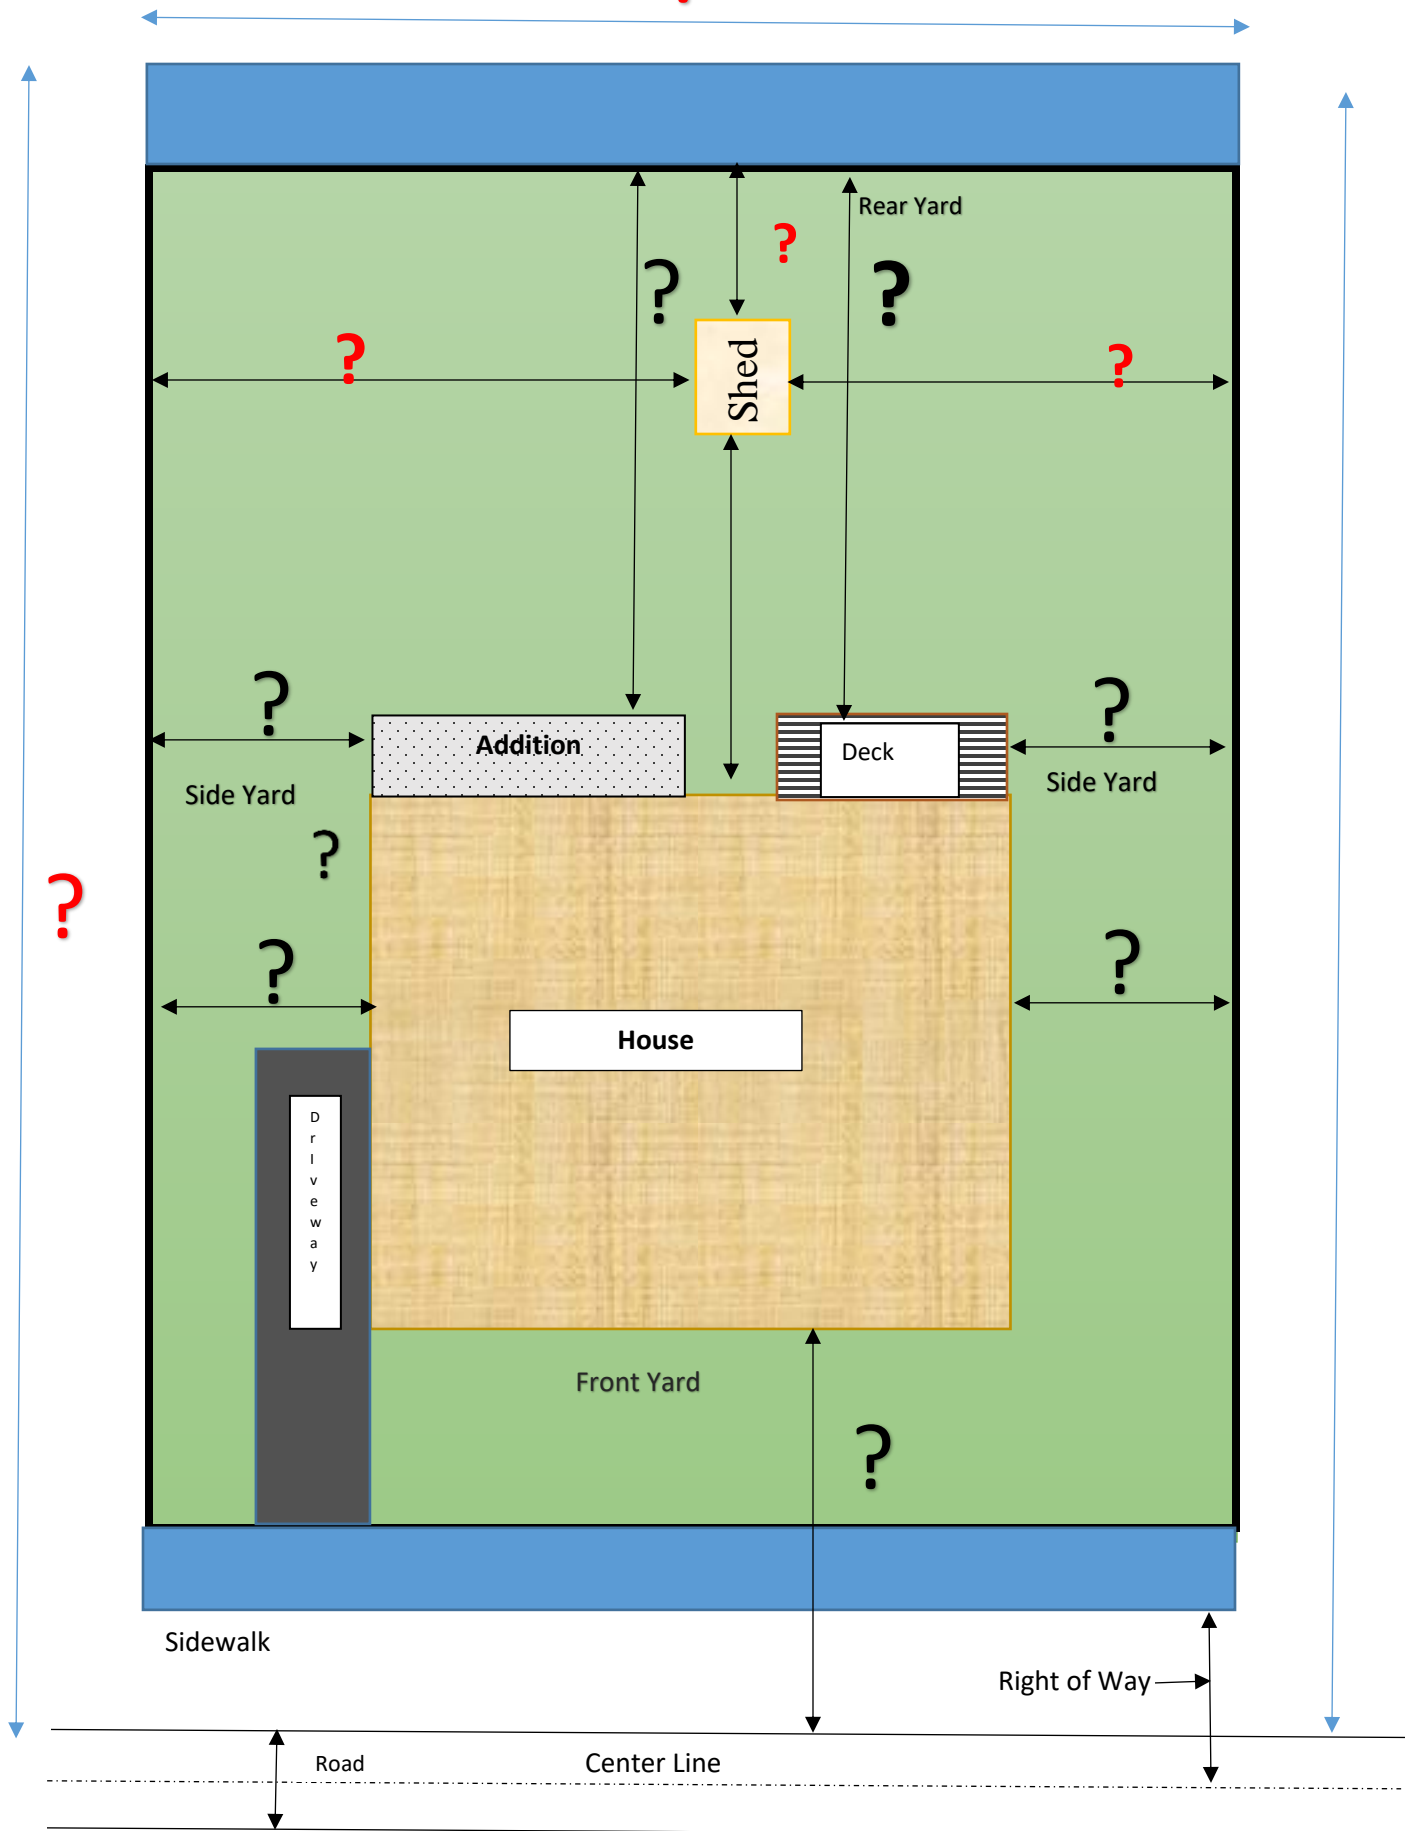 ?
Rear Yard
?
?
?
?
?
Shed
?
?
Addition
Deck
Side Yard
Side Yard
?
?
?
?
House
D
r
I
v
e
w
a
y
Front Yard
?
Sidewalk
Right of Way
Road
Center Line